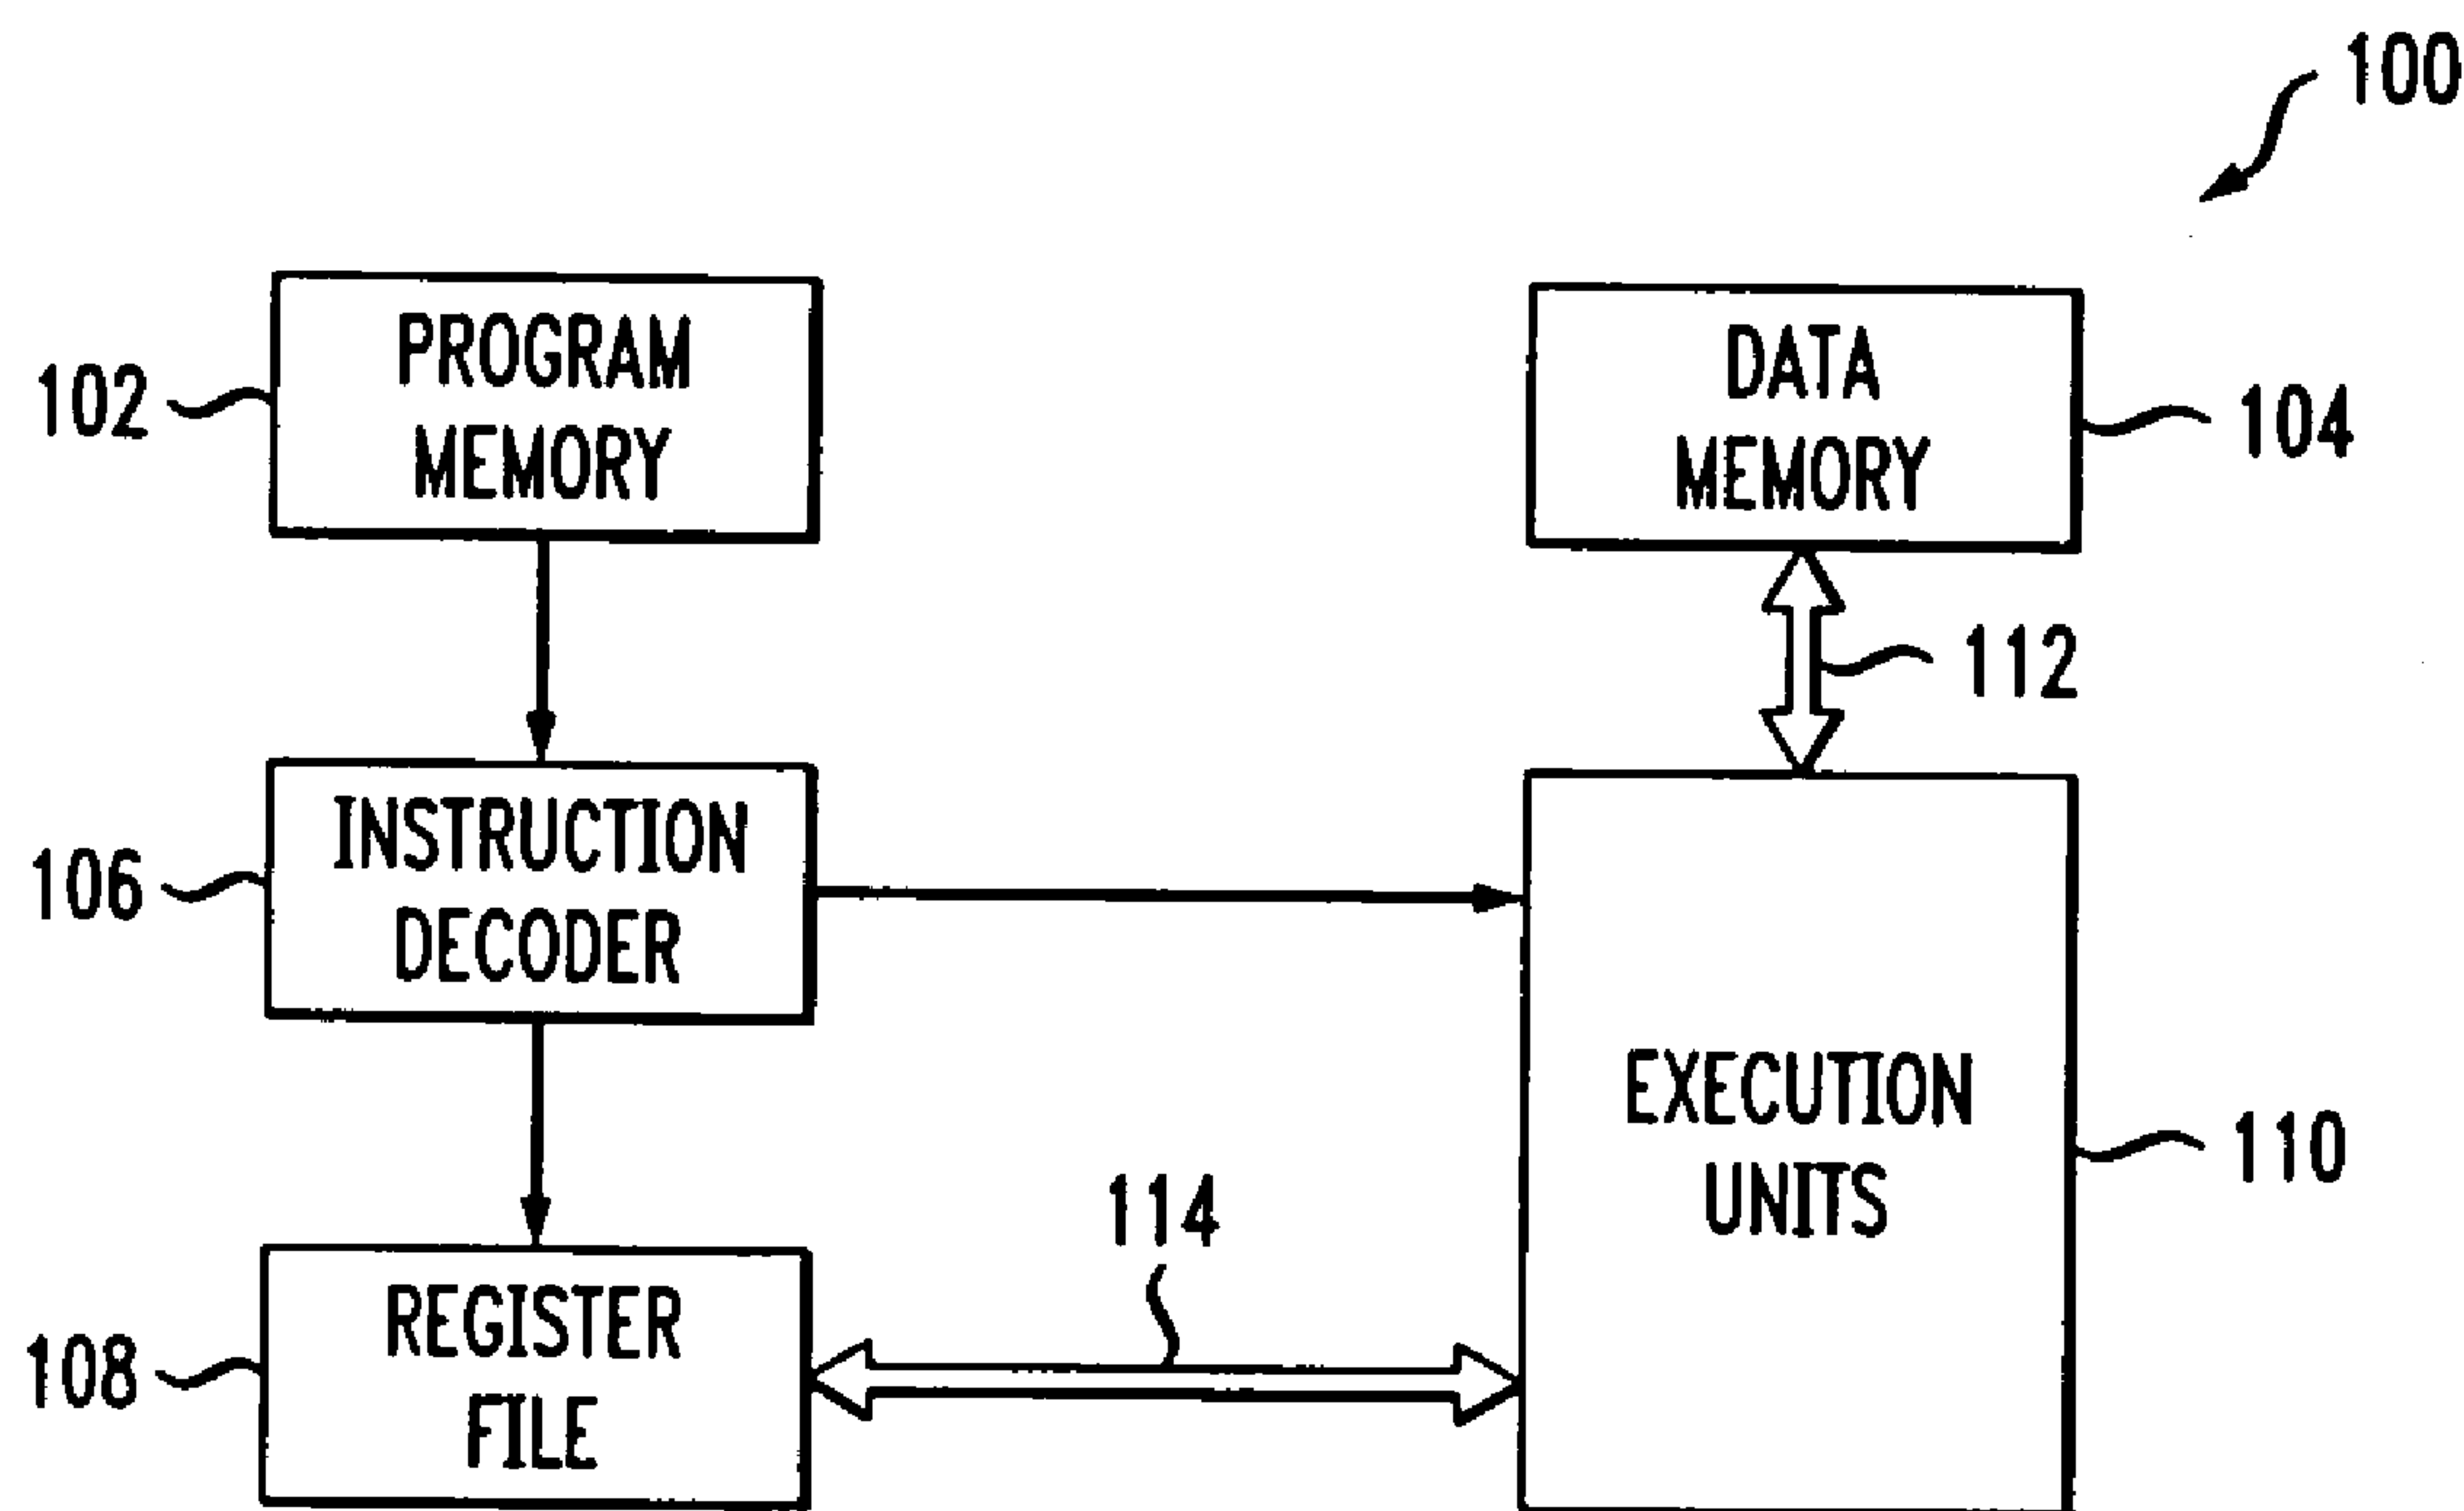 100
PROGRAM
MEMORY
102
DATA
MEMORY
104
112
INSTRUCTION
DECODER
106
EXECUTION
UNITS
110
114
REGISTER
FILE
108